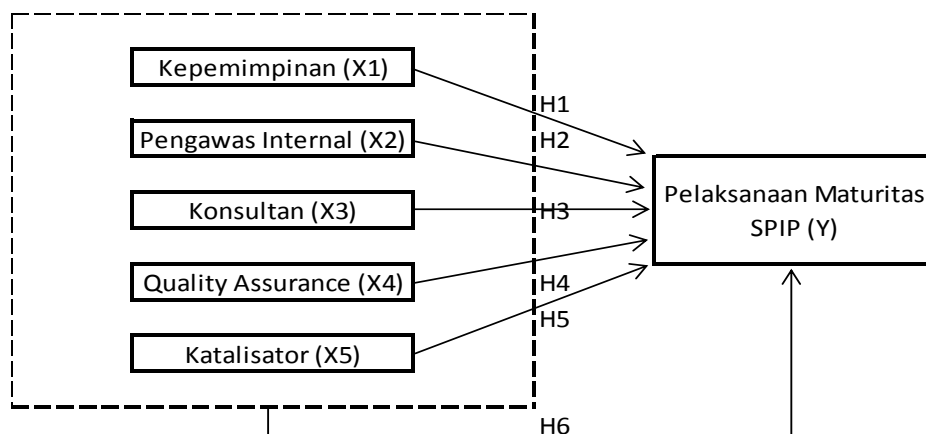 Kepemimpinan (X1)
H1
Pengawas Internal (X2)
H2
Konsultan (X3)
H3
Quality Assurance (X4)
H4
Katalisator (X5)
H5
Pelaksanaan Maturitas
SPIP (Y)
H6